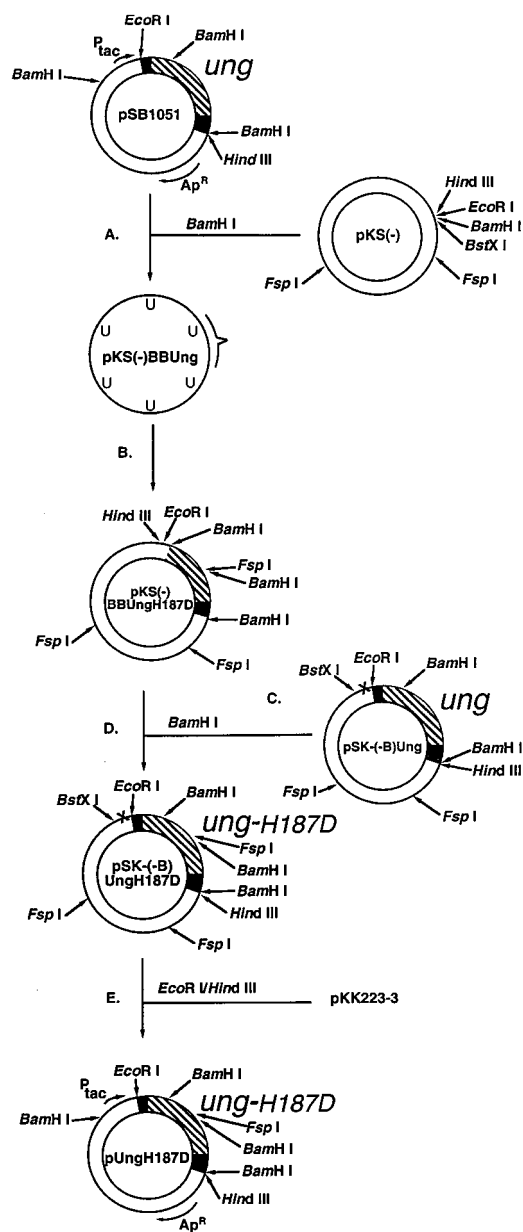 EcoR I
P tac
BamH I
ung
BamH I
pSB1051
BamH I
Hind III
Ap R
A.
BamH I
Hind III
EcoR I
BamH I
BstX I
pKS(-)
Fsp I
Fsp I
U
U U
pKS(-)BBUng
U U
U
B.
Hind III
EcoR I
BamH I
Fsp I
BamH I
pKS(-)
BBUngH187D
BamH I
Fsp I
Fsp I
C.
BstX I
EcoR I
BamH I
ung
X
pSK-(-B)Ung
BamH I
Hind III
Fsp I
Fsp I
D.
BamH I
EcoR I
BstX I
X
BamH I
ung-H187D
Fsp I
BamH I
pSK-(-B)
UngH187D
BamH I
Hind III
Fsp I
Fsp I
E.
EcoR I/Hind III
pKK223-3
P tac
EcoR I
BamH I
BamH I
ung-H187D
Fsp I
BamH I
pUngH187D
BamH I
Hind III
Ap R